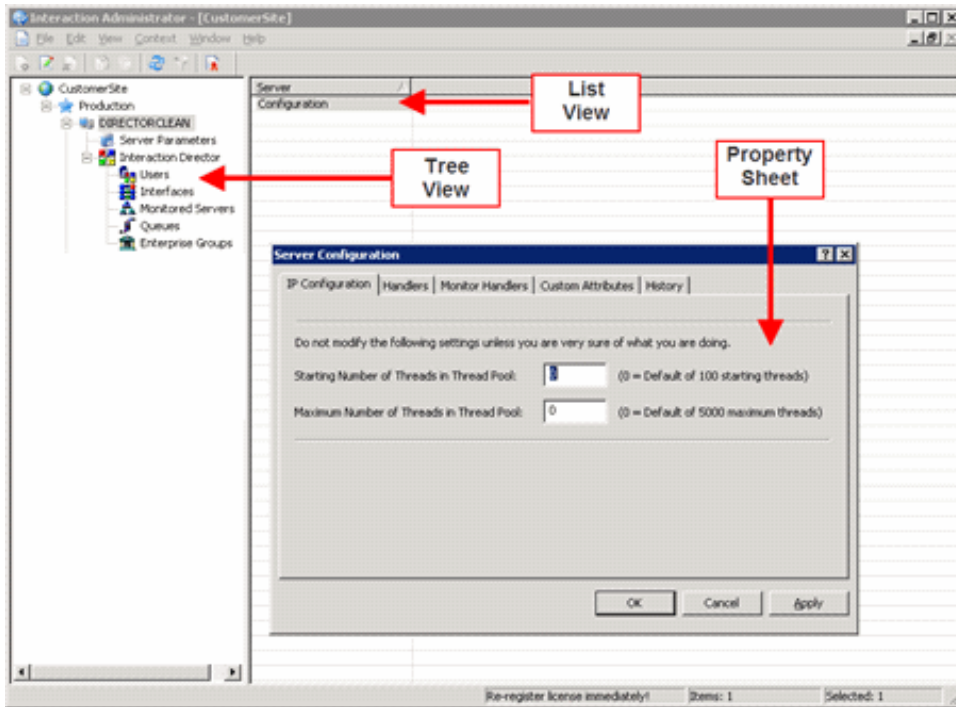 Interaction Administrator - [CustomerSite]
File Edit View Context Window Help
CustomerSite
Production
DIRECTORCLEAN
Server Parameters
Interaction Director
Users
Interfaces
Monitored Servers
Queues
Enterprise Groups
Server
Configuration
List
View
Tree
View
Property
Sheet
Server Configuration
IP Configuration Handlers Monitor Handlers Custom Attributes History
Do not modify the following settings unless you are very sure of what you are doing.
Starting Number of Threads in Thread Pool: 0 (0 = Default of 100 starting threads)
Maximum Number of Threads in Thread Pool: 0 (0 = Default of 5000 maximum threads)
OK Cancel Apply
Re-register license immediately! Items: 1 Selected: 1